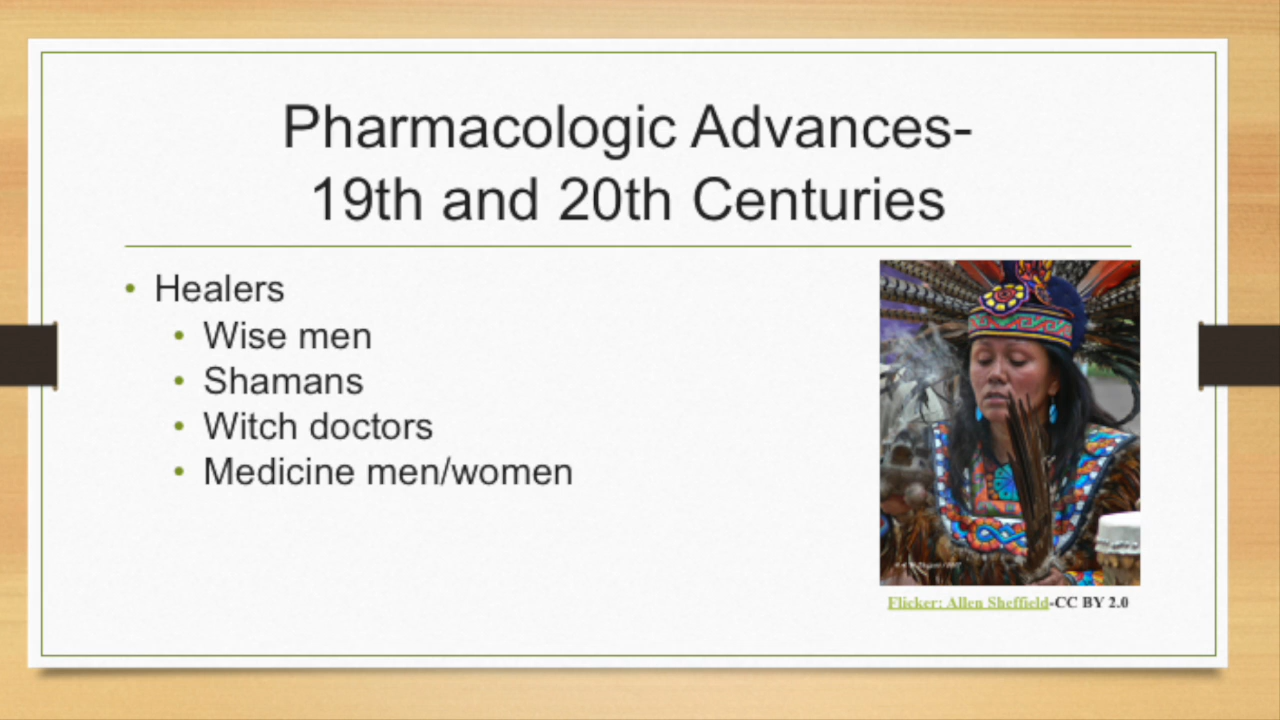 Pharmacologic Advances-
19th and 20th Centuries
• Healers
• Wise men
• Shamans
• Witch doctors
• Medicine men/women
Flicker: Allen Sheffield-CC BY 2.0